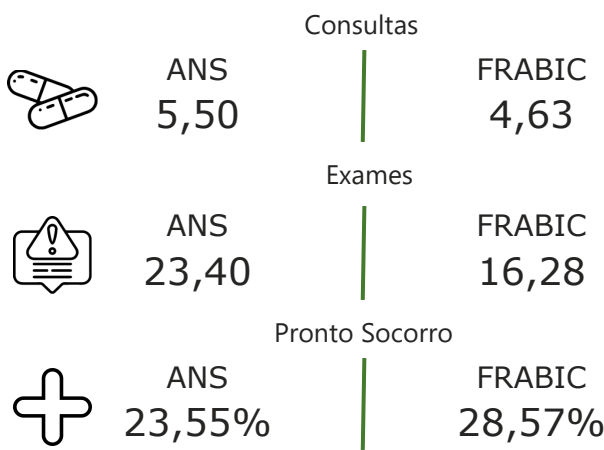 Consultas
ANS FRABIC
5,50 4,63
Exames
ANS FRABIC
23,40 16,28
Pronto Socorro
ANS FRABIC
23,55% 28,57%